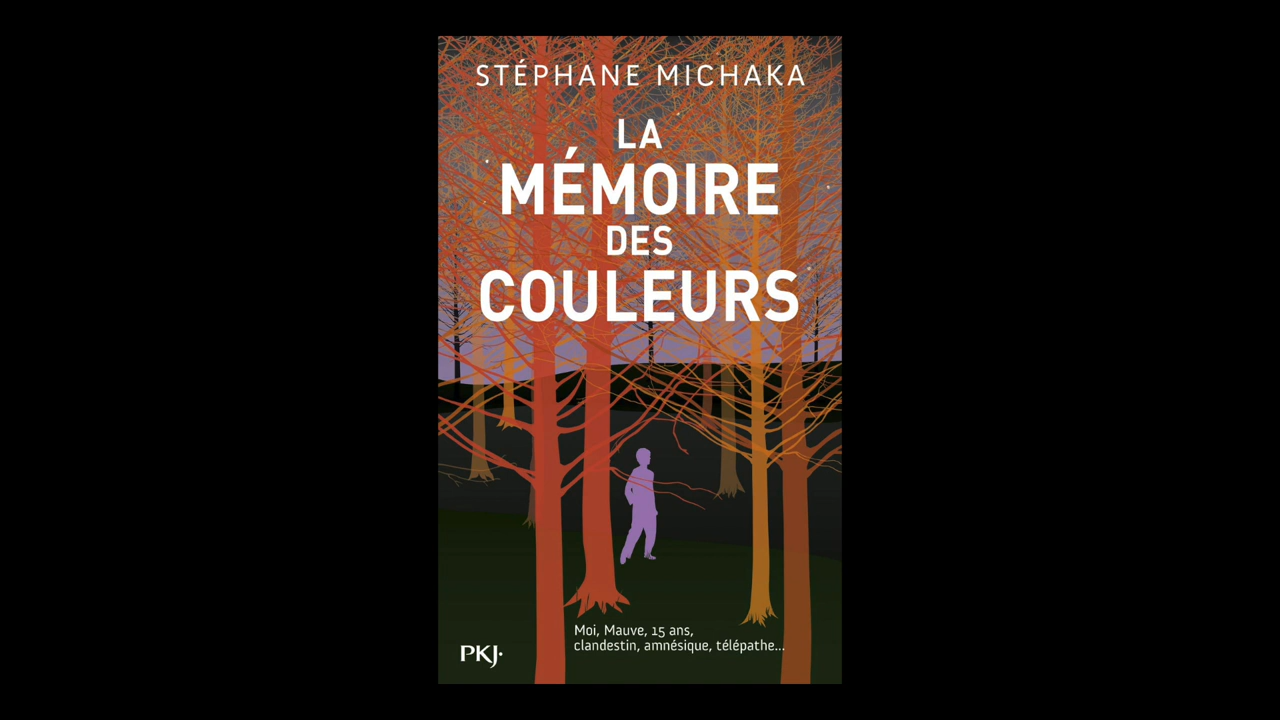 STÉPHANE MICHAKA
LA
MÉMOIRE
DES
COULEURS
Moi, Mauve, 15 ans,
clandestin, amnésique, télépathe...
PKJ·